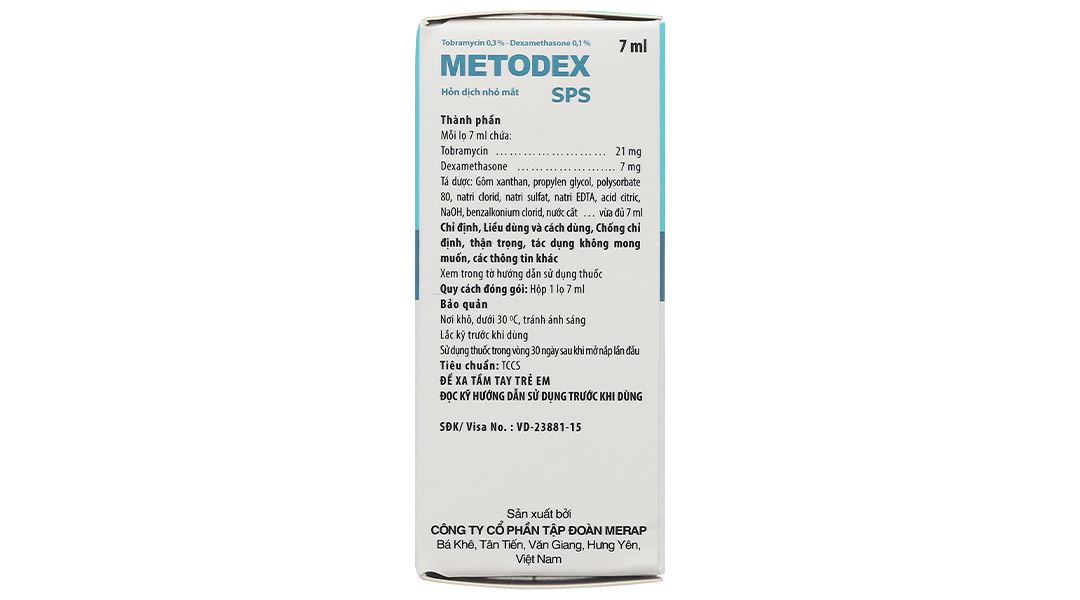 Tobramycin 0,3% - Dexamethasone 0,1%
7 ml
METODEX
Hỗn dịch nhỏ mắt
SPS
Thành phần
Mỗi lọ 7 ml chứa:
Tobramycin ........................ 21 mg
Dexamethasone ...................... 7 mg
Tá dược: Gôm xanthan, propylen glycol, polysorbate
80, natri clorid, natri sulfat, natri EDTA, acid citric,
NaOH, benzalkonium clorid, nước cất ... vừa đủ 7 ml
Chỉ định, Liều dùng và cách dùng, Chống chỉ
định, thận trọng, tác dụng không mong
muốn, các thông tin khác
Xem trong tờ hướng dẫn sử dụng thuốc
Quy cách đóng gói: Hộp 1 lọ 7 ml
Bảo quản
Nơi khô, dưới 30 ⁰C, tránh ánh sáng
Lắc kỹ trước khi dùng
Sử dụng thuốc trong vòng 30 ngày sau khi mở nắp lần đầu
Tiêu chuẩn: TCCS
ĐỂ XA TẦM TAY TRẺ EM
ĐỌC KỸ HƯỚNG DẪN SỬ DỤNG TRƯỚC KHI DÙNG
SĐK/ Visa No. : VD-23881-15
Sản xuất bởi
CÔNG TY CỔ PHẦN TẬP ĐOÀN MERAP
Bá Khê, Tân Tiến, Văn Giang, Hưng Yên,
Việt Nam